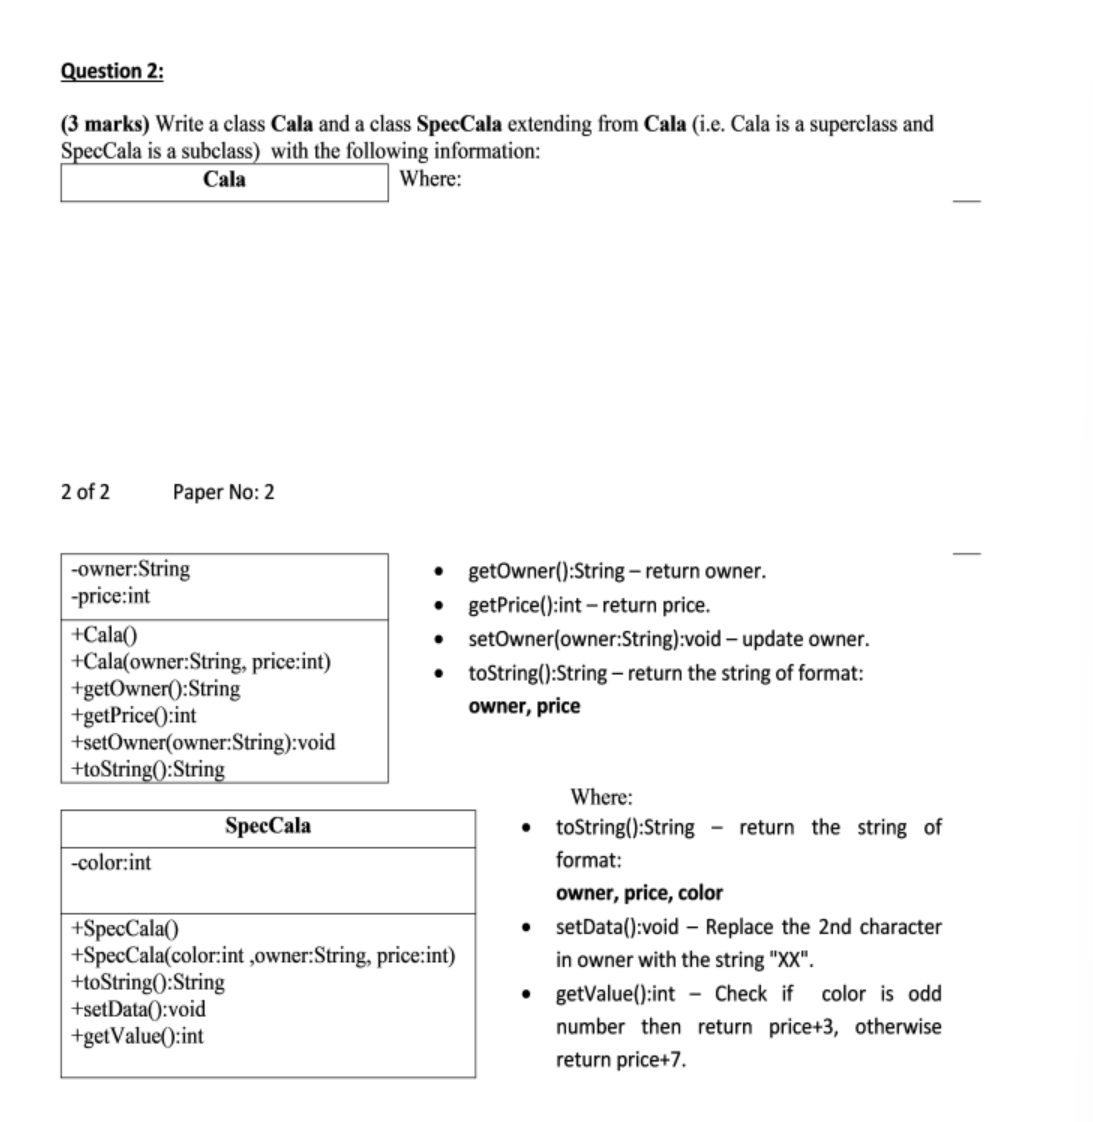 Question 2:
(3 marks) Write a class Cala and a class SpecCala extending from Cala (i.e. Cala is a superclass and
SpecCala is a subclass) with the following information:
Cala
Where:
2 of 2 Paper No: 2
-owner:String
-price:int
+Cala()
+Cala(owner:String, price:int)
+getOwner():String
+getPrice():int
+setOwner(owner:String):void
+toString():String
• getOwner():String – return owner.
• getPrice():int – return price.
• setOwner(owner:String):void – update owner.
• toString():String – return the string of format:
owner, price
SpecCala
-color:int
+SpecCala()
+SpecCala(color:int ,owner:String, price:int)
+toString():String
+setData():void
+getValue():int
Where:
• toString():String – return the string of
format:
owner, price, color
• setData():void – Replace the 2nd character
in owner with the string "XX".
• getValue():int – Check if color is odd
number then return price+3, otherwise
return price+7.